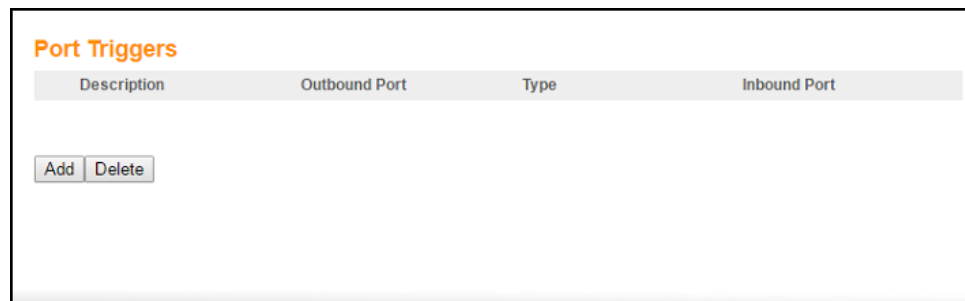 Port Triggers
Description Outbound Port Type Inbound Port
Add Delete